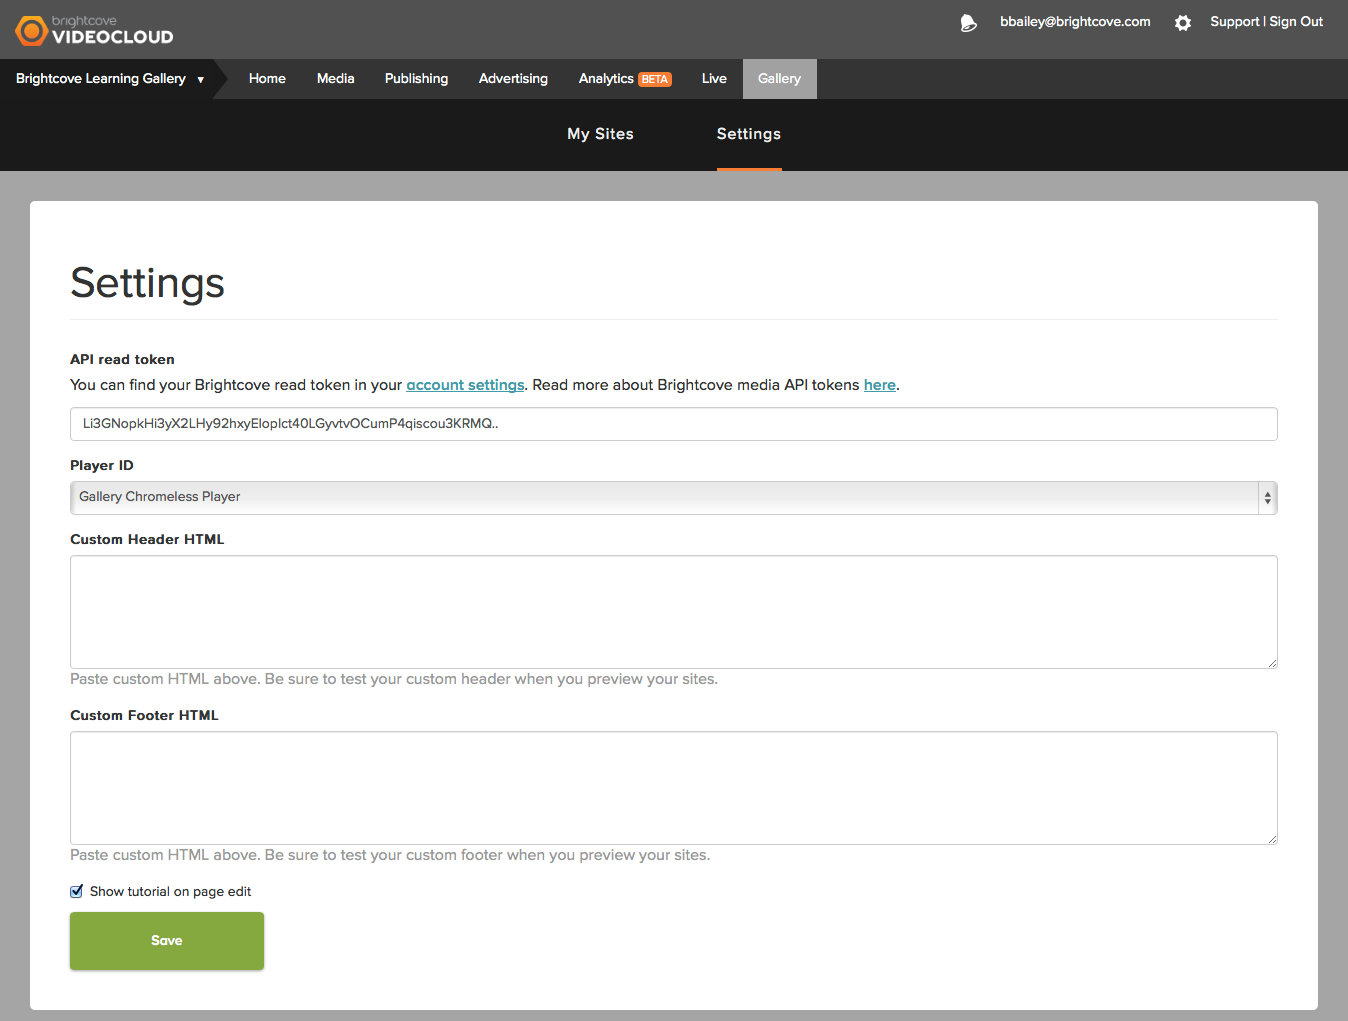 brightcove
VIDEOCLOUD
bbailey@brightcove.com
Support | Sign Out
Brightcove Learning Gallery ▼ Home Media Publishing Advertising Analytics BETA Live Gallery
My Sites Settings
Settings
API read token
You can find your Brightcove read token in your account settings. Read more about Brightcove media API tokens here.
Li3GNopkHi3yX2LHy92hxyEIoplct40LGyvtvOCumP4qiscou3KRMQ..
Player ID
Gallery Chromeless Player
Custom Header HTML
Paste custom HTML above. Be sure to test your custom header when you preview your sites.
Custom Footer HTML
Paste custom HTML above. Be sure to test your custom footer when you preview your sites.
Show tutorial on page edit
Save